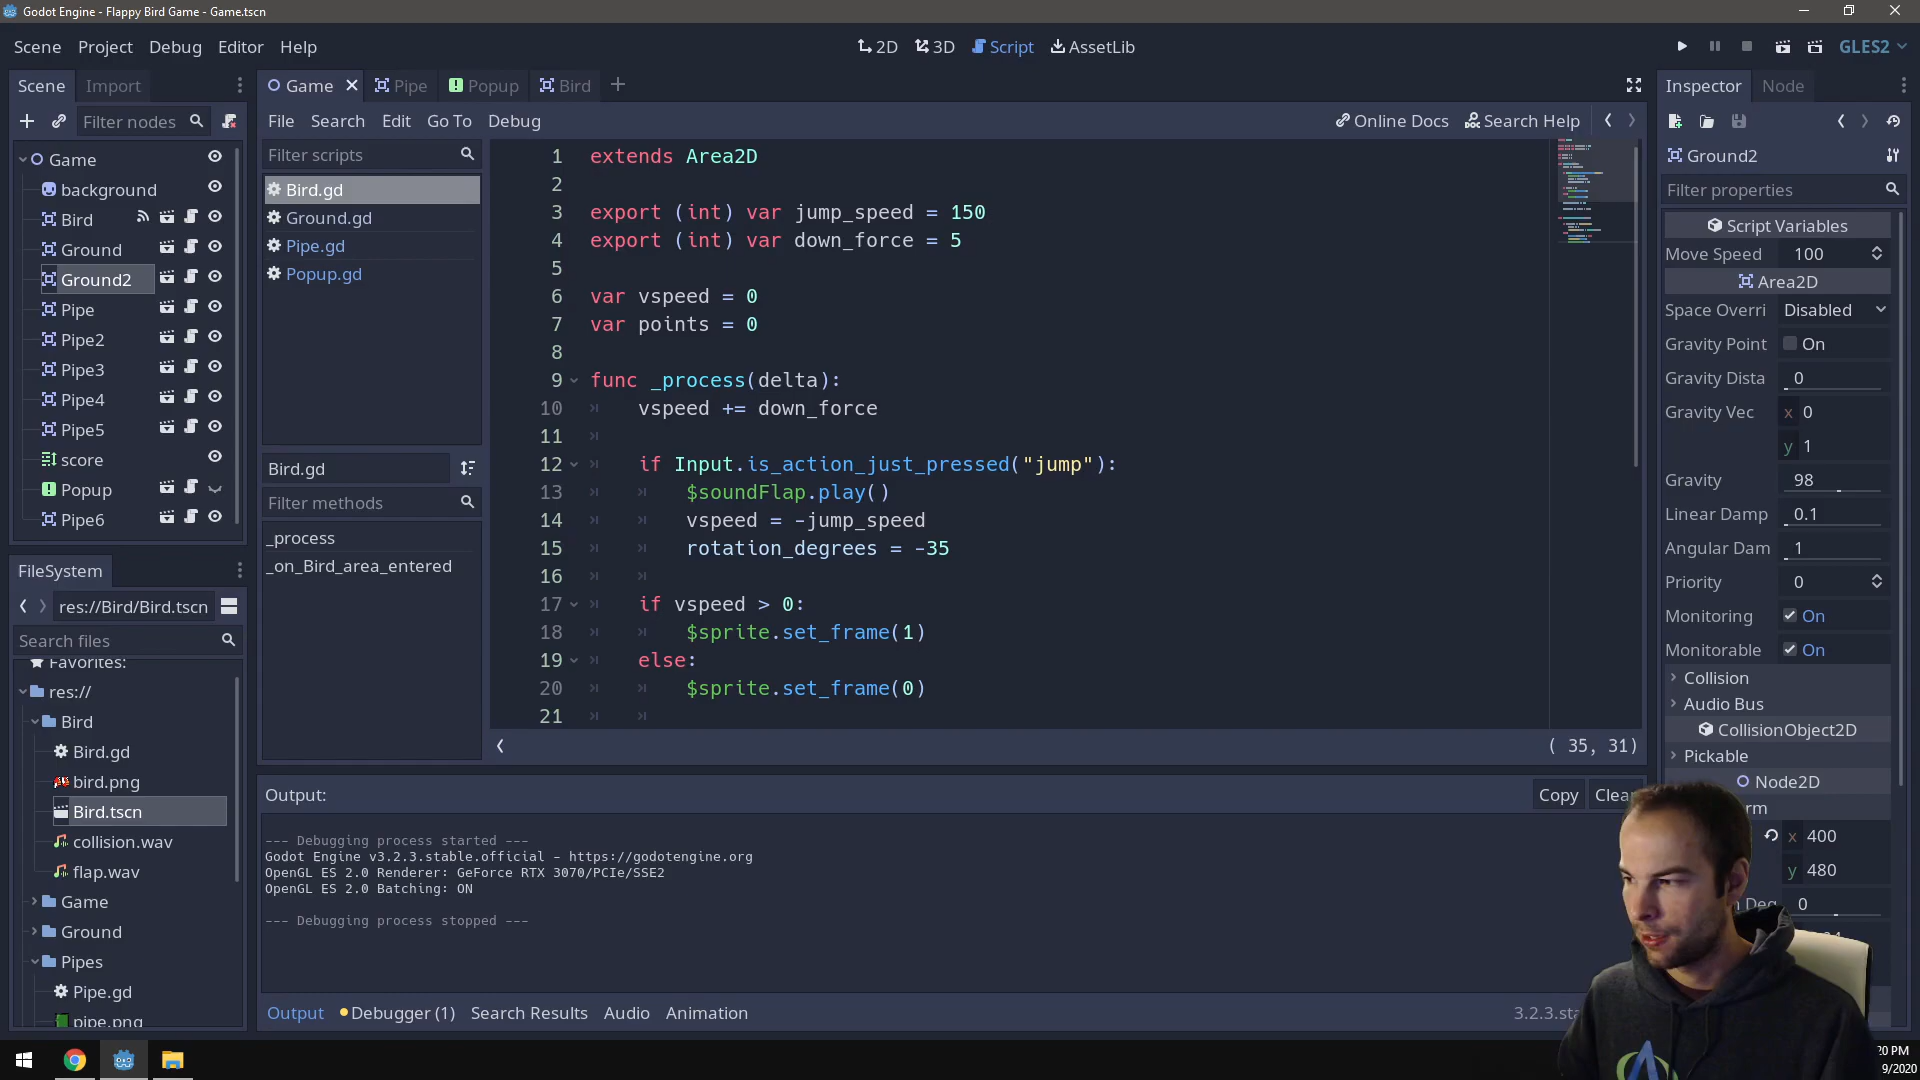 Godot Engine - Flappy Bird Game - Game.tscn
Scene Project Debug Editor Help
2D 3D Script AssetLib
GLES2
Scene Import
Filter nodes
Game
background
Bird
Ground
Ground2
Pipe
Pipe2
Pipe3
Pipe4
Pipe5
score
Popup
Pipe6
FileSystem
res://Bird/Bird.tscn
Search files
Favorites:
res://
Bird
Bird.gd
bird.png
Bird.tscn
collision.wav
flap.wav
Game
Ground
Pipes
Pipe.gd
pipe.png
Game Pipe Popup Bird
File Search Edit Go To Debug
Online Docs Search Help
Filter scripts
Bird.gd
Ground.gd
Pipe.gd
Popup.gd
Bird.gd
Filter methods
_process
_on_Bird_area_entered
1 extends Area2D
2
3 export (int) var jump_speed = 150
4 export (int) var down_force = 5
5
6 var vspeed = 0
7 var points = 0
8
9 func _process(delta):
10 vspeed += down_force
11
12 if Input.is_action_just_pressed("jump"):
13 $soundFlap.play()
14 vspeed = -jump_speed
15 rotation_degrees = -35
16
17 if vspeed > 0:
18 $sprite.set_frame(1)
19 else:
20 $sprite.set_frame(0)
21
( 35, 31)
Output:
Copy Clear
--- Debugging process started ---
Godot Engine v3.2.3.stable.official - https://godotengine.org
OpenGL ES 2.0 Renderer: GeForce RTX 3070/PCIe/SSE2
OpenGL ES 2.0 Batching: ON
--- Debugging process stopped ---
Output Debugger (1) Search Results Audio Animation
3.2.3.sta
Inspector Node
Ground2
Filter properties
Script Variables
Move Speed 100
Area2D
Space Overri Disabled
Gravity Point On
Gravity Dista 0
Gravity Vec x 0
y 1
Gravity 98
Linear Damp 0.1
Angular Dam 1
Priority 0
Monitoring On
Monitorable On
Collision
Audio Bus
CollisionObject2D
Pickable
Node2D
rm
x 400
y 480
n Deg 0
20 PM
9/2020